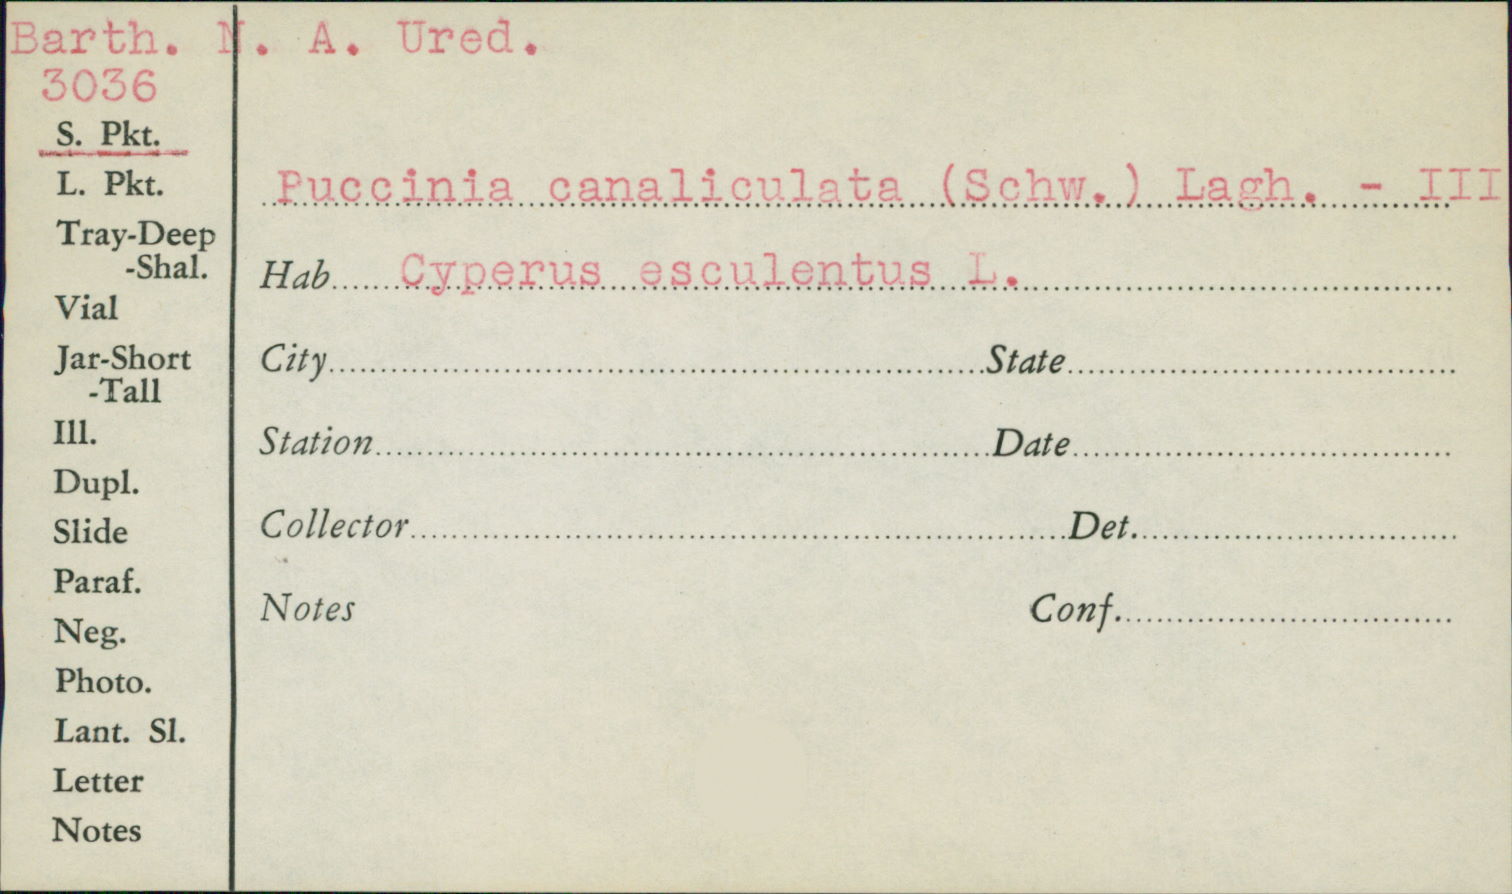 Barth. N. A. Ured.
3036
S. Pkt.
L. Pkt.
Tray-Deep
-Shal.
Vial
Jar-Short
-Tall
Ill.
Dupl.
Slide
Paraf.
Neg.
Photo.
Lant. Sl.
Letter
Notes
Puccinia canaliculata (Schw.) Lagh. - III
Hab Cyperus esculentus L.
City State
Station Date
Collector Det.
Notes Conf.